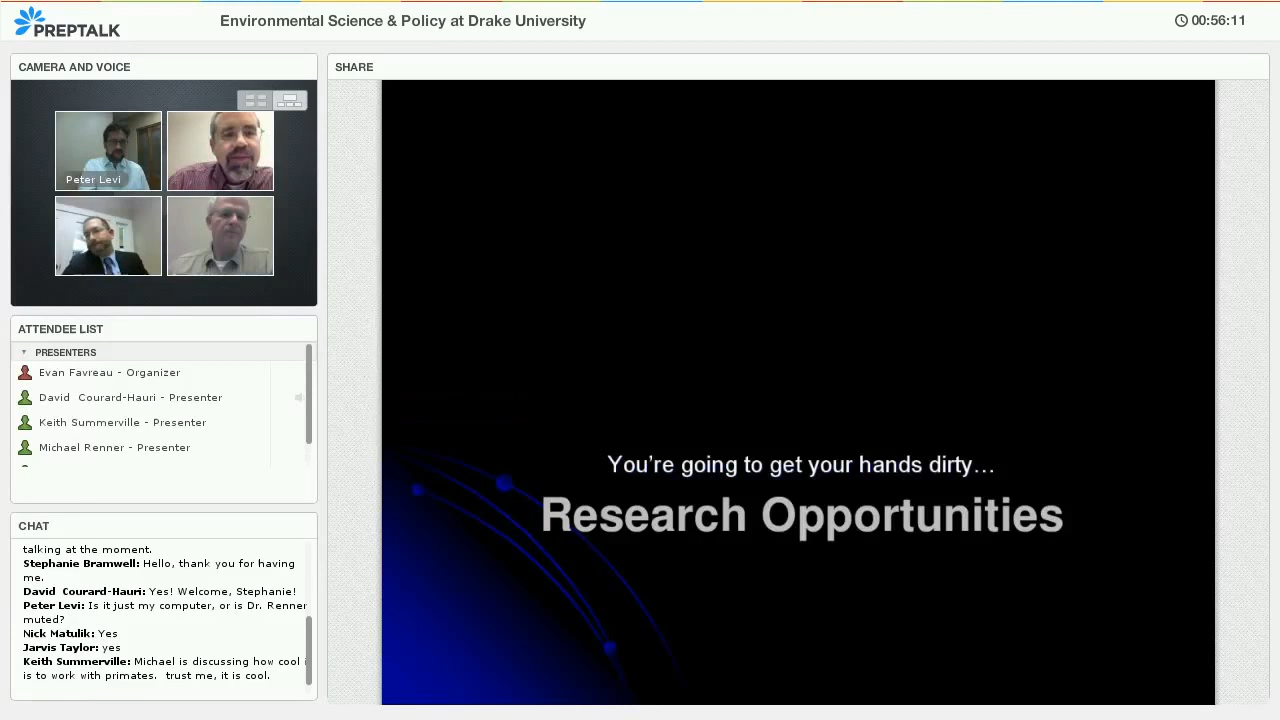 PREPTALK
Environmental Science & Policy at Drake University
00:56:11
CAMERA AND VOICE
Peter Levi
ATTENDEE LIST
PRESENTERS
Evan Favreau - Organizer
David Courard-Hauri - Presenter
Keith Summerville - Presenter
Michael Renner - Presenter
CHAT
talking at the moment.
Stephanie Bramwell: Hello, thank you for having
me.
David Courard-Hauri: Yes! Welcome, Stephanie!
Peter Levi: Is it just my computer, or is Dr. Renner
muted?
Nick Matulik: Yes
Jarvis Taylor: yes
Keith Summerville: Michael is discussing how cool i
is to work with primates. trust me, it is cool.
SHARE
You're going to get your hands dirty…
Research Opportunities